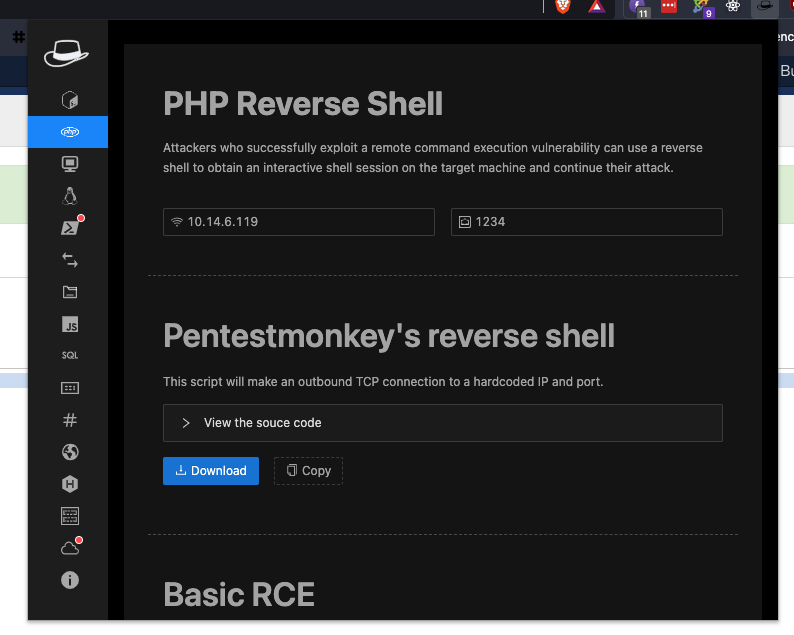 11
9
#
enc
php
Bu
PHP Reverse Shell
Attackers who successfully exploit a remote command execution vulnerability can use a reverse
shell to obtain an interactive shell session on the target machine and continue their attack.
10.14.6.119
1234
JS
SQL
Pentestmonkey's reverse shell
This script will make an outbound TCP connection to a hardcoded IP and port.
View the souce code
#
H
Download
Copy
Basic RCE